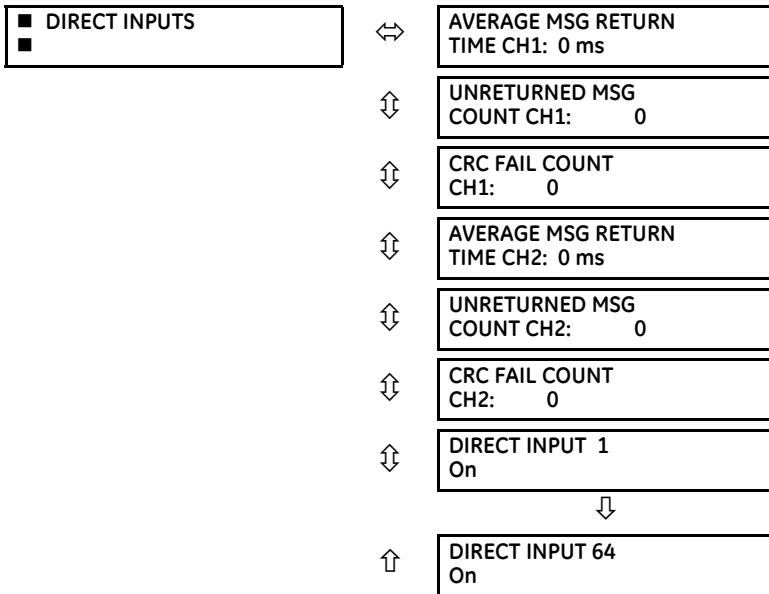 ■ DIRECT INPUTS
■
AVERAGE MSG RETURN
TIME CH1: 0 ms
UNRETURNED MSG
COUNT CH1: 0
CRC FAIL COUNT
CH1: 0
AVERAGE MSG RETURN
TIME CH2: 0 ms
UNRETURNED MSG
COUNT CH2: 0
CRC FAIL COUNT
CH2: 0
DIRECT INPUT 1
On
DIRECT INPUT 64
On